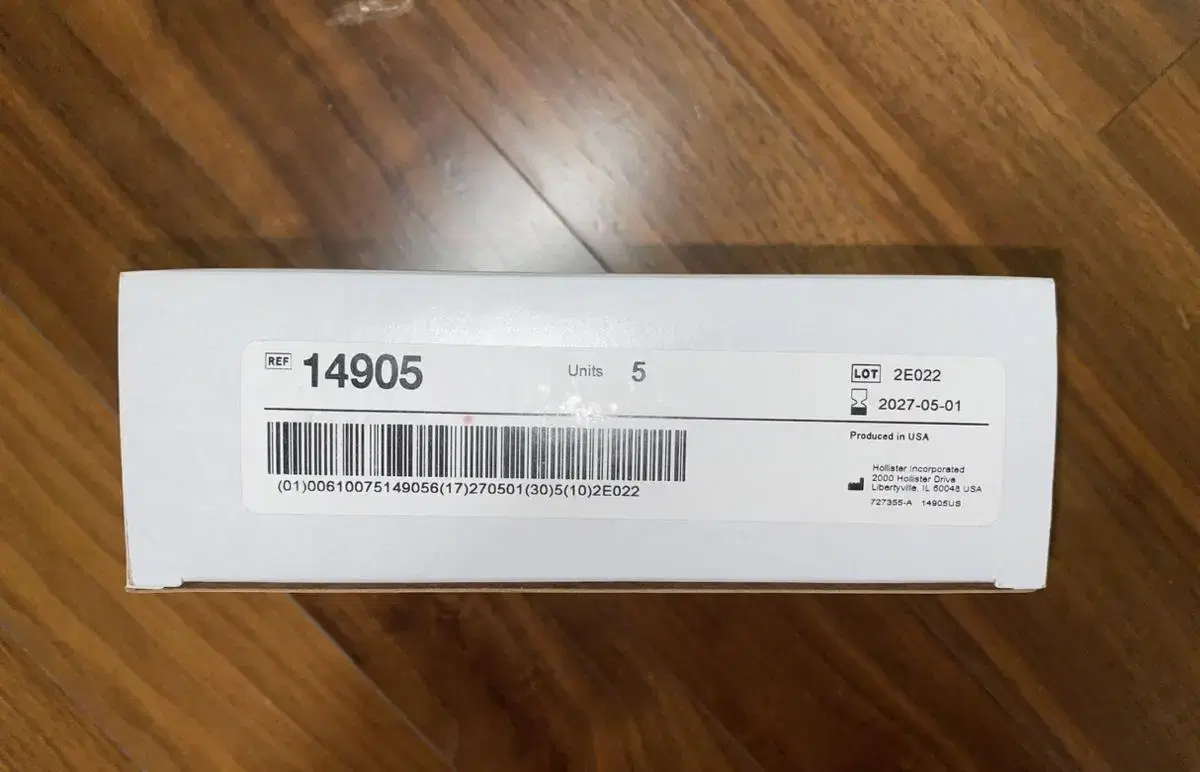 REF 14905 Units 5 LOT 2E022
2027-05-01
Produced in USA
(01)00610075149056(17)270501(30)5(10)2E022
Hollister Incorporated
2000 Hollister Drive
Libertyville, IL 60048 USA
727355-A 14905US